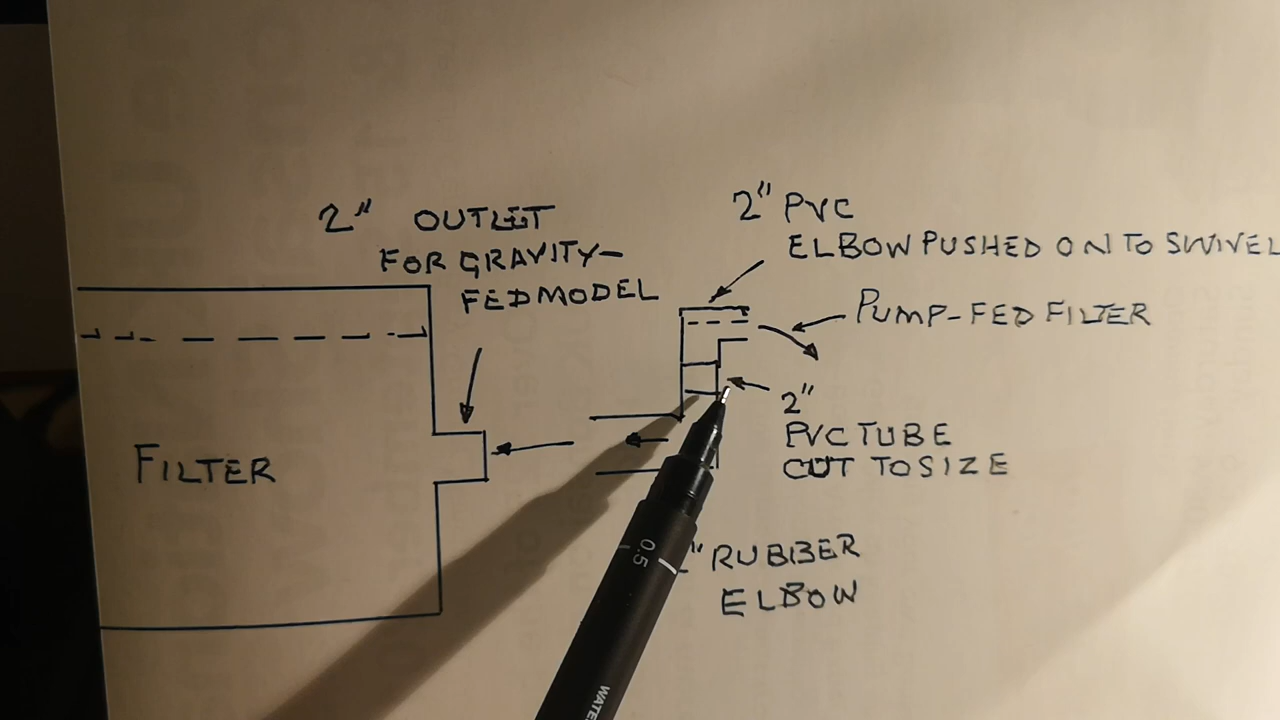 2" OUTLET
FOR GRAVITY-
FED MODEL
2" PVC
ELBOW PUSHED ON TO SWIVEL
PUMP-FED FILTER
2"
PVC TUBE
CUT TO SIZE
FILTER
" RUBBER
ELBOW
0.5
WATE